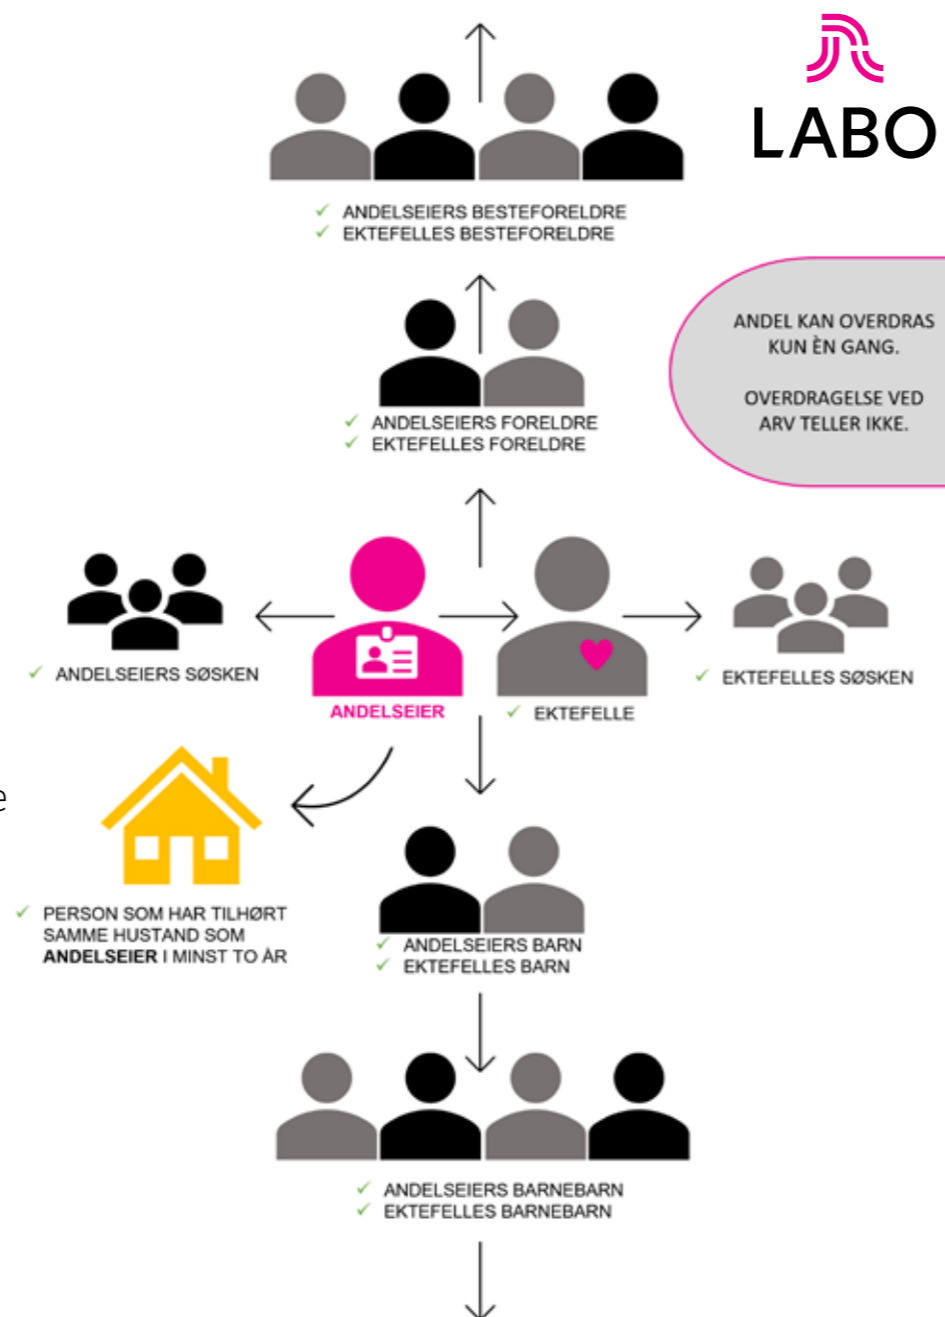 LABO
✓ ANDELSEIERS BESTEFORELDRE
✓ EKTEFELLES BESTEFORELDRE
ANDEL KAN OVERDRAS
KUN ÈN GANG.
OVERDRAGELSE VED
ARV TELLER IKKE.
✓ ANDELSEIERS FORELDRE
✓ EKTEFELLES FORELDRE
✓ ANDELSEIERS SØSKEN
ANDELSEIER
✓ EKTEFELLE
✓ EKTEFELLES SØSKEN
e
✓ PERSON SOM HAR TILHØRT
SAMME HUSTAND SOM
ANDELSEIER I MINST TO ÅR
✓ ANDELSEIERS BARN
✓ EKTEFELLES BARN
✓ ANDELSEIERS BARNEBARN
✓ EKTEFELLES BARNEBARN